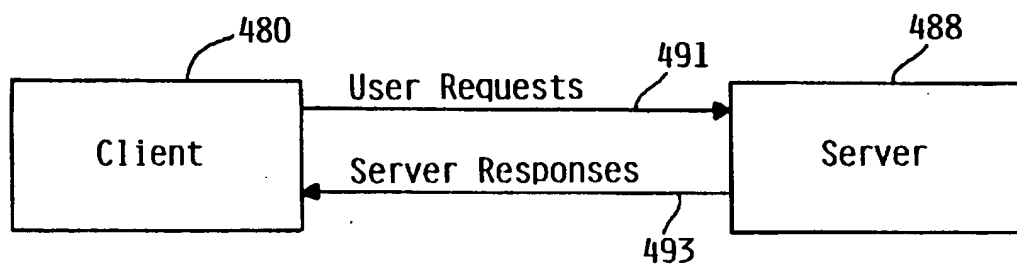 480
488
491
User Requests
Client
Server
Server Responses
493